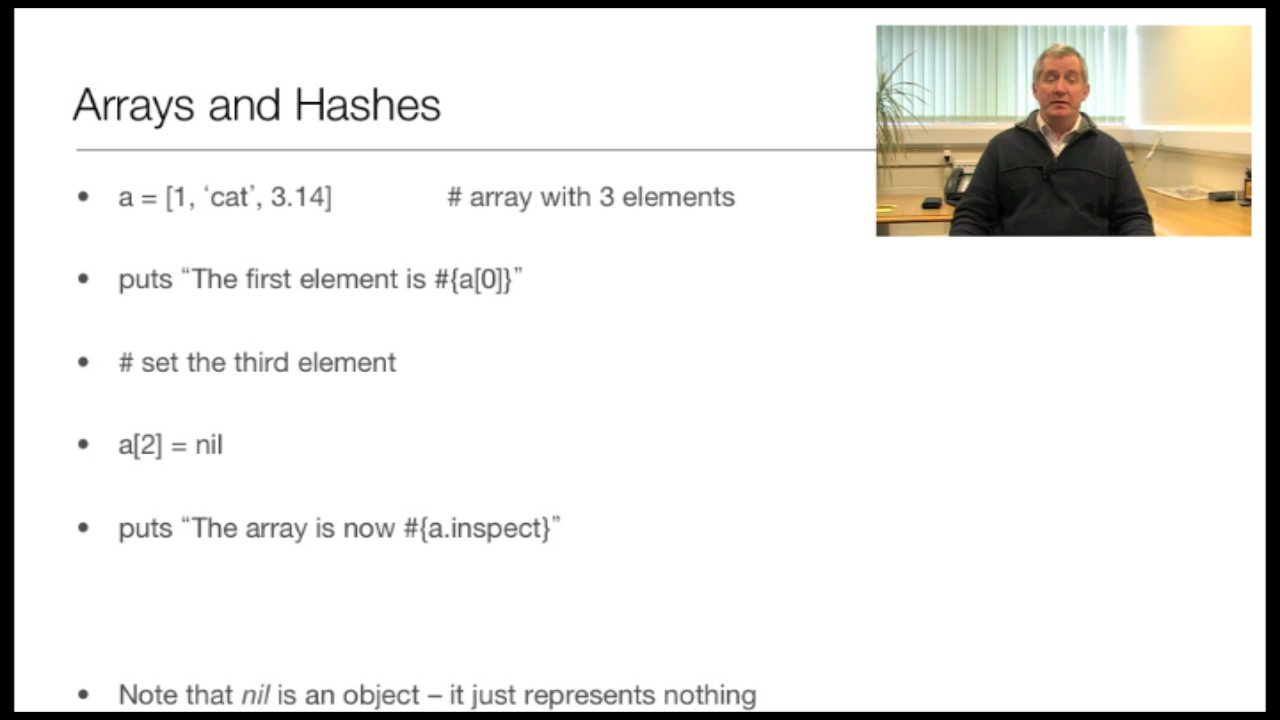 Arrays and Hashes
• a = [1, ‘cat’, 3.14] # array with 3 elements
• puts “The first element is #{a[0]}”
• # set the third element
• a[2] = nil
• puts “The array is now #{a.inspect}”
• Note that nil is an object – it just represents nothing